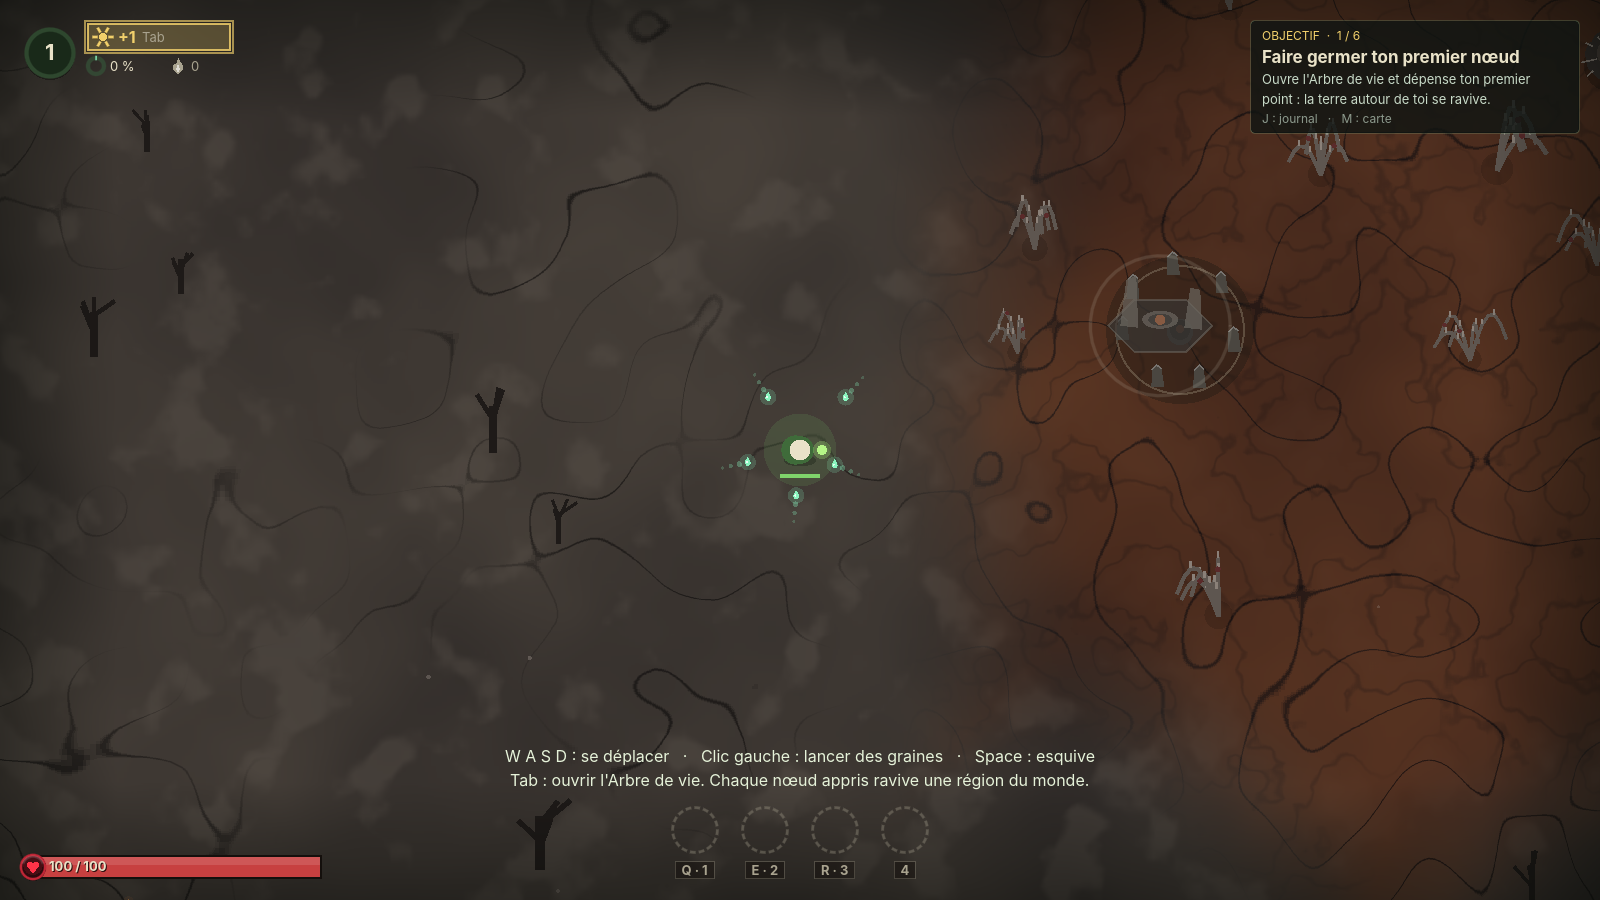 1
+1 Tab
0 %
0
OBJECTIF · 1 / 6
Faire germer ton premier nœud
Ouvre l'Arbre de vie et dépense ton premier
point : la terre autour de toi se ravive.
J : journal · M : carte
W A S D : se déplacer · Clic gauche : lancer des graines · Space : esquive
Tab : ouvrir l'Arbre de vie. Chaque nœud appris ravive une région du monde.
Q · 1
E · 2
R · 3
4
100 / 100